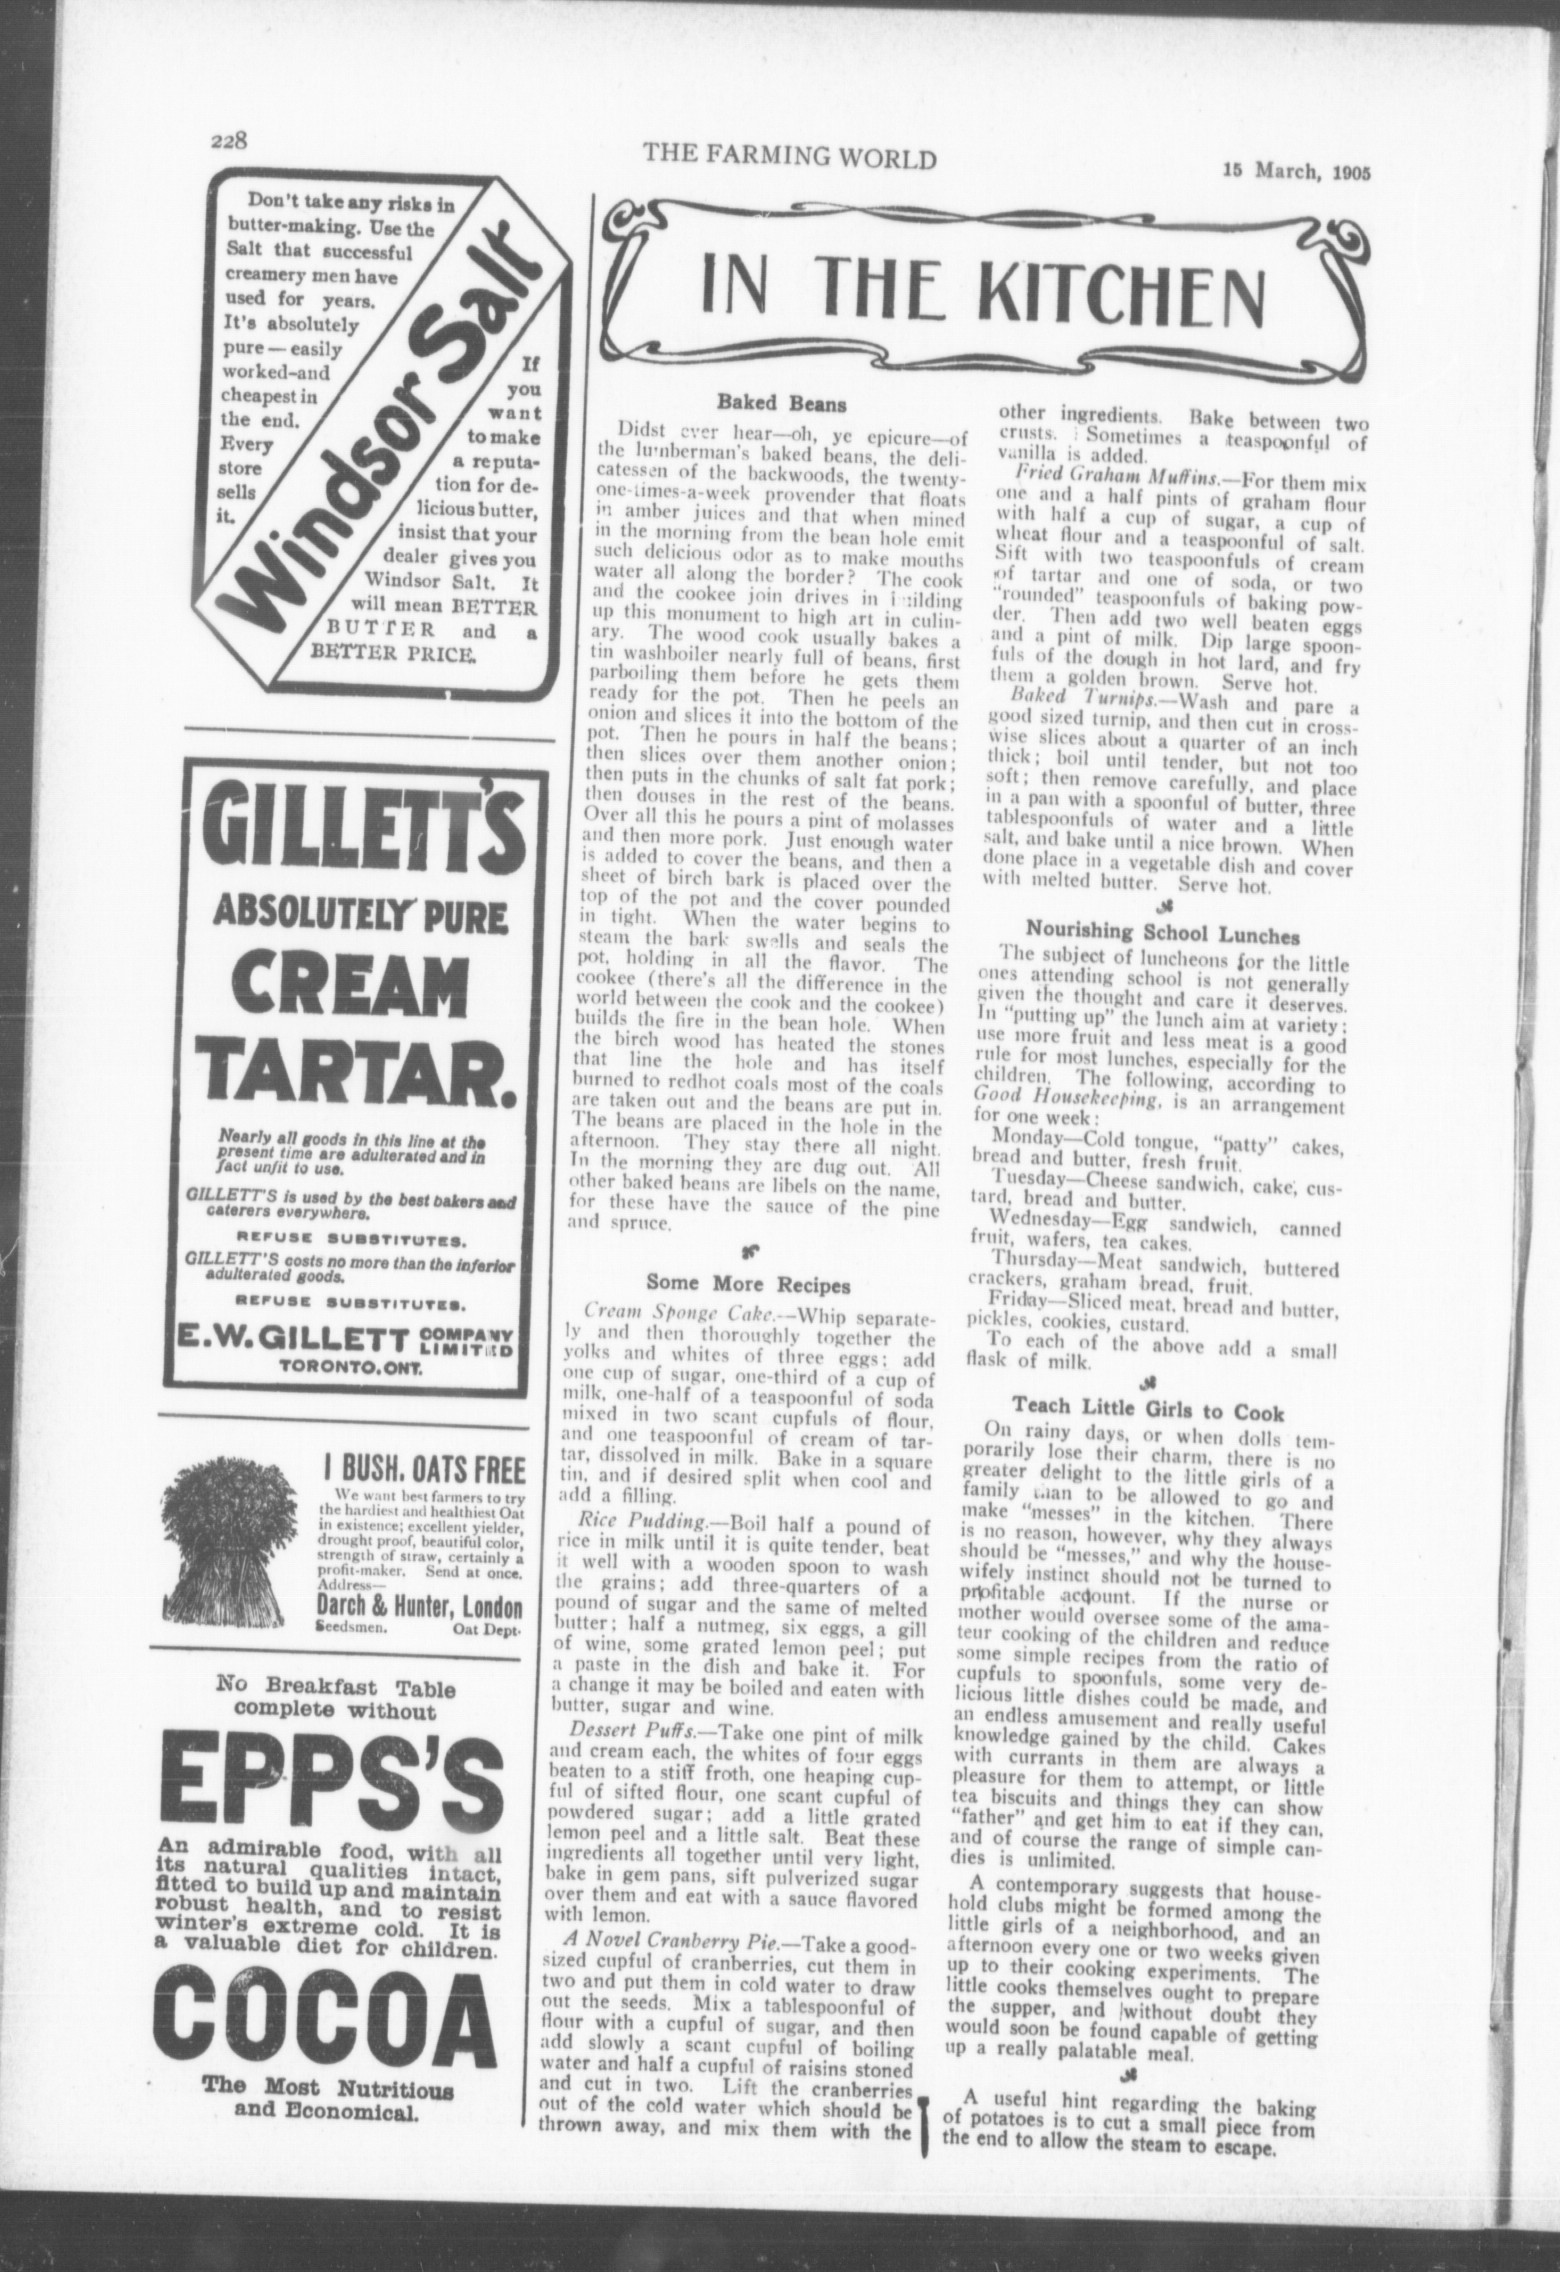 228
THE FARMING WORLD
15 March, 1905
Don't take any risks in
butter-making. Use the
Salt that successful
creamery men have
used for years.
It's absolutely
pure—easily
worked-and
cheapest in
the end.
Every
store
sells
it.
Windsor Salt
If
you
want
to make
a reputa-
tion for de-
licious butter,
insist that your
dealer gives you
Windsor Salt. It
will mean BETTER
BUTTER and a
BETTER PRICE.
GILLETT'S
ABSOLUTELY PURE
CREAM
TARTAR.
Nearly all goods in this line at the
present time are adulterated and in
fact unfit to use.
GILLETT'S is used by the best bakers and
caterers everywhere.
REFUSE SUBSTITUTES.
GILLETT'S costs no more than the inferior
adulterated goods.
REFUSE SUBSTITUTES.
E.W. GILLETT COMPANY
LIMITED
TORONTO, ONT.
I BUSH. OATS FREE
We want best farmers to try
the hardiest and healthiest Oat
in existence; excellent yielder,
drought proof, beautiful color,
strength of straw, certainly a
profit-maker. Send at once.
Address—
Darch & Hunter, London
Seedsmen. Oat Dept.
No Breakfast Table
complete without
EPPS'S
An admirable food, with all
its natural qualities intact,
fitted to build up and maintain
robust health, and to resist
winter's extreme cold. It is
a valuable diet for children.
COCOA
The Most Nutritious
and Economical.
IN THE KITCHEN
Baked Beans
Didst ever hear—oh, ye epicure—of
the lumberman's baked beans, the deli-
catessen of the backwoods, the twenty-
one-times-a-week provender that floats
in amber juices and that when mined
in the morning from the bean hole emit
such delicious odor as to make mouths
water all along the border? The cook
and the cookee join drives in building
up this monument to high art in culin-
ary. The wood cook usually bakes a
tin washboiler nearly full of beans, first
parboiling them before he gets them
ready for the pot. Then he peels an
onion and slices it into the bottom of the
pot. Then he pours in half the beans;
then slices over them another onion;
then puts in the chunks of salt fat pork;
then douses in the rest of the beans.
Over all this he pours a pint of molasses
and then more pork. Just enough water
is added to cover the beans, and then a
sheet of birch bark is placed over the
top of the pot and the cover pounded
in tight. When the water begins to
steam the bark swells and seals the
pot, holding in all the flavor. The
cookee (there's all the difference in the
world between the cook and the cookee)
builds the fire in the bean hole. When
the birch wood has heated the stones
that line the hole and has itself
burned to redhot coals most of the coals
are taken out and the beans are put in.
The beans are placed in the hole in the
afternoon. They stay there all night.
In the morning they are dug out. All
other baked beans are libels on the name,
for these have the sauce of the pine
and spruce.
Some More Recipes
Cream Sponge Cake.—Whip separate-
ly and then thoroughly together the
yolks and whites of three eggs; add
one cup of sugar, one-third of a cup of
milk, one-half of a teaspoonful of soda
mixed in two scant cupfuls of flour,
and one teaspoonful of cream of tar-
tar, dissolved in milk. Bake in a square
tin, and if desired split when cool and
add a filling.
Rice Pudding.—Boil half a pound of
rice in milk until it is quite tender, beat
it well with a wooden spoon to wash
the grains; add three-quarters of a
pound of sugar and the same of melted
butter; half a nutmeg, six eggs, a gill
of wine, some grated lemon peel; put
a paste in the dish and bake it. For
a change it may be boiled and eaten with
butter, sugar and wine.
Dessert Puffs.—Take one pint of milk
and cream each, the whites of four eggs
beaten to a stiff froth, one heaping cup-
ful of sifted flour, one scant cupful of
powdered sugar; add a little grated
lemon peel and a little salt. Beat these
ingredients all together until very light,
bake in gem pans, sift pulverized sugar
over them and eat with a sauce flavored
with lemon.
A Novel Cranberry Pie.—Take a good-
sized cupful of cranberries, cut them in
two and put them in cold water to draw
out the seeds. Mix a tablespoonful of
flour with a cupful of sugar, and then
add slowly a scant cupful of boiling
water and half a cupful of raisins stoned
and cut in two. Lift the cranberries
out of the cold water which should be
thrown away, and mix them with the
other ingredients. Bake between two
crusts. Sometimes a teaspoonful of
vanilla is added.
Fried Graham Muffins.—For them mix
one and a half pints of graham flour
with half a cup of sugar, a cup of
wheat flour and a teaspoonful of salt.
Sift with two teaspoonfuls of cream
of tartar and one of soda, or two
"rounded" teaspoonfuls of baking pow-
der. Then add two well beaten eggs
and a pint of milk. Dip large spoon-
fuls of the dough in hot lard, and fry
them a golden brown. Serve hot.
Baked Turnips.—Wash and pare a
good sized turnip, and then cut in cross-
wise slices about a quarter of an inch
thick; boil until tender, but not too
soft; then remove carefully, and place
in a pan with a spoonful of butter, three
tablespoonfuls of water and a little
salt, and bake until a nice brown. When
done place in a vegetable dish and cover
with melted butter. Serve hot.
Nourishing School Lunches
The subject of luncheons for the little
ones attending school is not generally
given the thought and care it deserves.
In "putting up" the lunch aim at variety;
use more fruit and less meat is a good
rule for most lunches, especially for the
children. The following, according to
Good Housekeeping, is an arrangement
for one week:
Monday—Cold tongue, "patty" cakes,
bread and butter, fresh fruit.
Tuesday—Cheese sandwich, cake, cus-
tard, bread and butter.
Wednesday—Egg sandwich, canned
fruit, wafers, tea cakes.
Thursday—Meat sandwich, buttered
crackers, graham bread, fruit.
Friday—Sliced meat, bread and butter,
pickles, cookies, custard.
To each of the above add a small
flask of milk.
Teach Little Girls to Cook
On rainy days, or when dolls tem-
porarily lose their charm, there is no
greater delight to the little girls of a
family than to be allowed to go and
make "messes" in the kitchen. There
is no reason, however, why they always
should be "messes," and why the house-
wifely instinct should not be turned to
profitable account. If the nurse or
mother would oversee some of the ama-
teur cooking of the children and reduce
some simple recipes from the ratio of
cupfuls to spoonfuls, some very de-
licious little dishes could be made, and
an endless amusement and really useful
knowledge gained by the child. Cakes
with currants in them are always a
pleasure for them to attempt, or little
tea biscuits and things they can show
"father" and get him to eat if they can,
and of course the range of simple can-
dies is unlimited.
A contemporary suggests that house-
hold clubs might be formed among the
little girls of a neighborhood, and an
afternoon every one or two weeks given
up to their cooking experiments. The
little cooks themselves ought to prepare
the supper, and without doubt they
would soon be found capable of getting
up a really palatable meal.
A useful hint regarding the baking
of potatoes is to cut a small piece from
the end to allow the steam to escape.